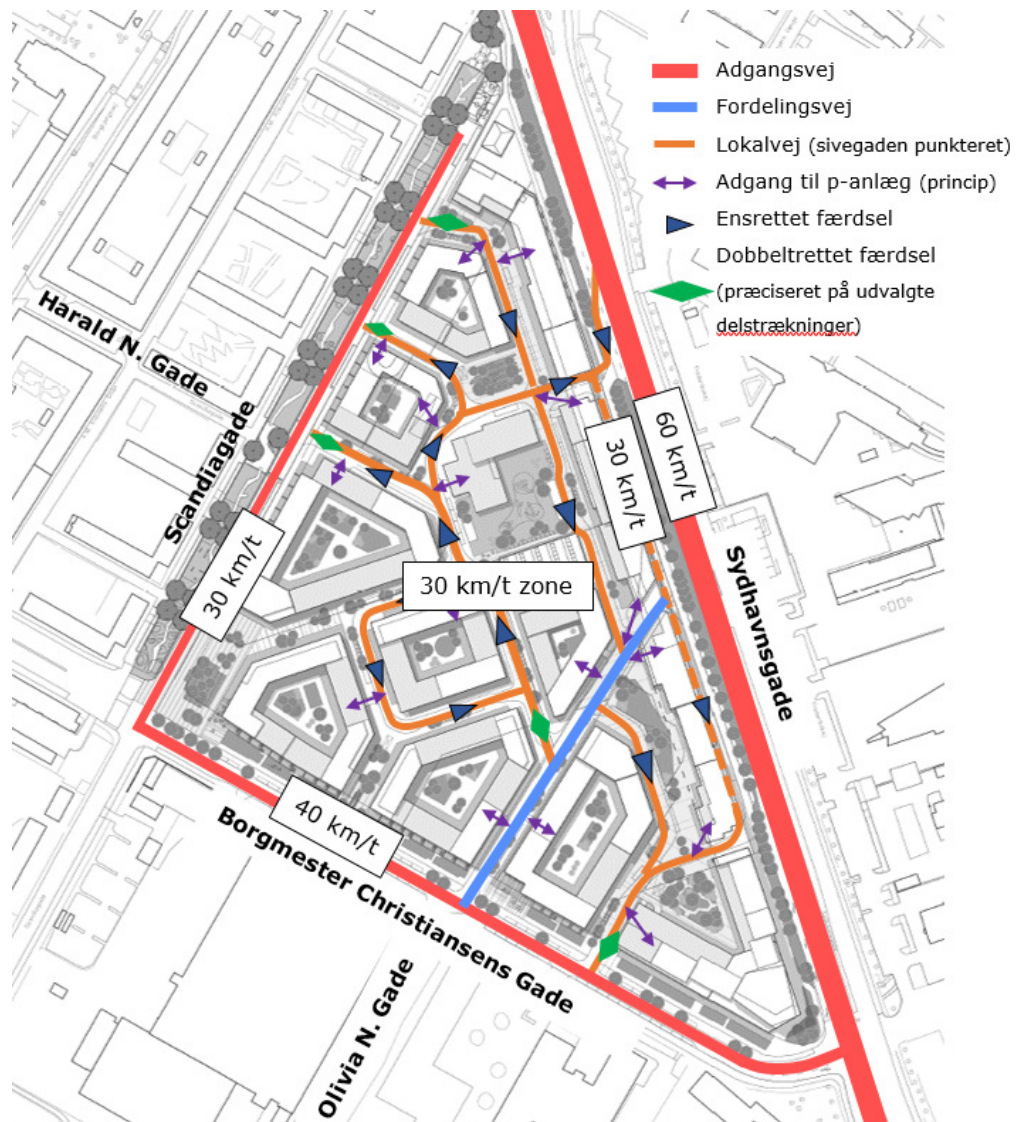 Adgangsvej
Fordelingsvej
Lokalvej (sivegaden punkteret)
Adgang til p-anlæg (princip)
Ensrettet færdsel
Dobbeltrettet færdsel
(præciseret på udvalgte
delstrækninger)
Harald N. Gade
Scandiagade
30 km/t
60 km/t
30 km/t
Sydhavnsgade
30 km/t zone
40 km/t
Borgmester Christiansens Gade
Olivia N. Gade